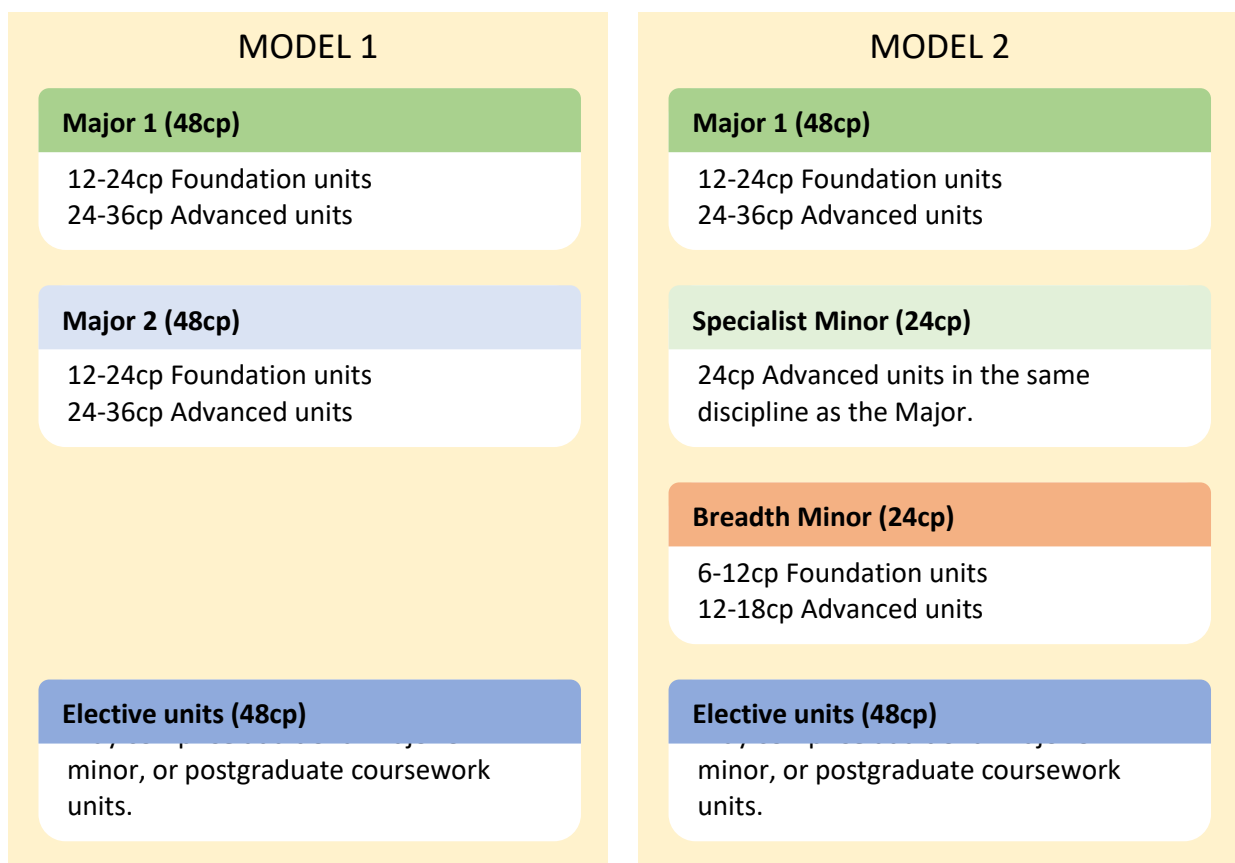 MODEL 1
Major 1 (48cp)
12-24cp Foundation units
24-36cp Advanced units
Major 2 (48cp)
12-24cp Foundation units
24-36cp Advanced units
Elective units (48cp)
minor, or postgraduate coursework
units.
MODEL 2
Major 1 (48cp)
12-24cp Foundation units
24-36cp Advanced units
Specialist Minor (24cp)
24cp Advanced units in the same
discipline as the Major.
Breadth Minor (24cp)
6-12cp Foundation units
12-18cp Advanced units
Elective units (48cp)
minor, or postgraduate coursework
units.